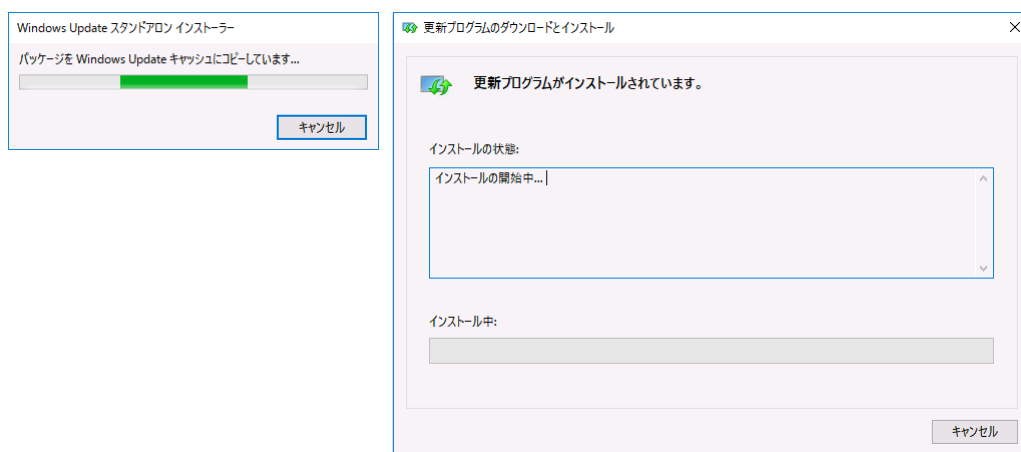 Windows Update スタンドアロン インストーラー
パッケージを Windows Update キャッシュにコピーしています...
キャンセル
更新プログラムのダウンロードとインストール
更新プログラムがインストールされています。
インストールの状態:
インストールの開始中...
インストール中:
キャンセル